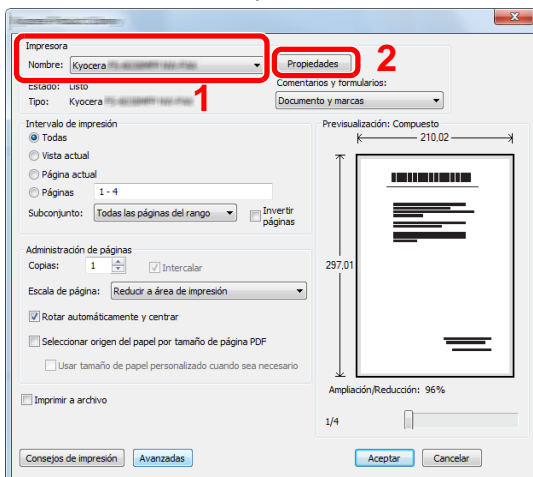 Impresora
Nombre: Kyocera
Propiedades
2
Estado: Listo
Comentarios y formularios:
Tipo: Kyocera
1
Documento y marcas
Intervalo de impresión
Todas
Vista actual
Página actual
Páginas 1 - 4
Subconjunto: Todas las páginas del rango
Invertir
páginas
Previsualización: Compuesto
210,02
297,01
Administración de páginas
Copias: 1 Intercalar
Escala de página: Reducir a área de impresión
Rotar automáticamente y centrar
Seleccionar origen del papel por tamaño de página PDF
Usar tamaño de papel personalizado cuando sea necesario
Ampliación/Reducción: 96%
Imprimir a archivo
1/4
Consejos de impresión Avanzadas Aceptar Cancelar